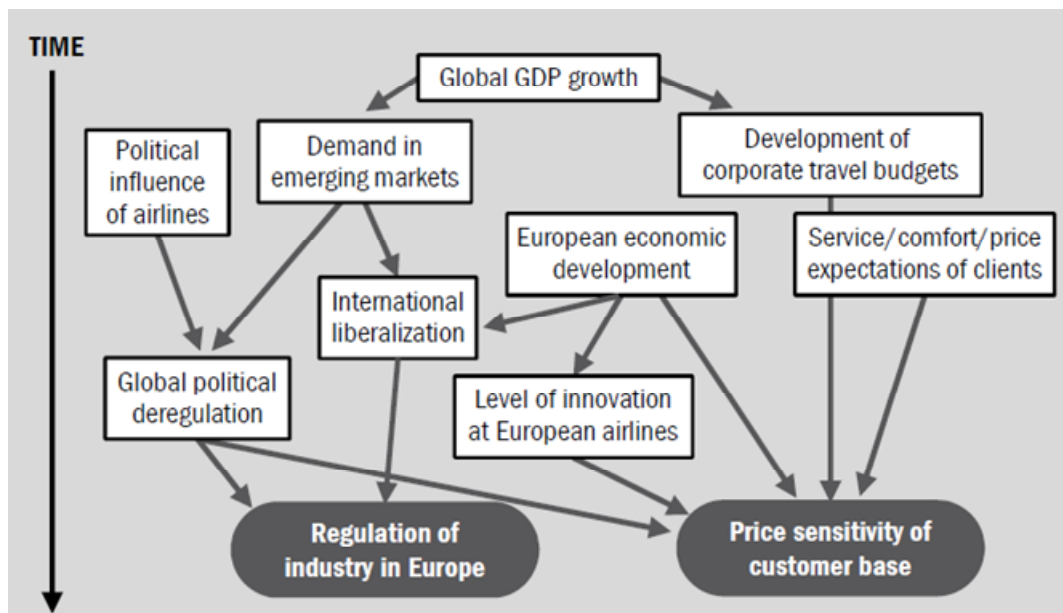 TIME
Global GDP growth
Political
influence
of airlines
Demand in
emerging markets
Development of
corporate travel budgets
European economic
development
Service/comfort/price
expectations of clients
International
liberalization
Global political
deregulation
Level of innovation
at European airlines
Regulation of
industry in Europe
Price sensitivity of
customer base